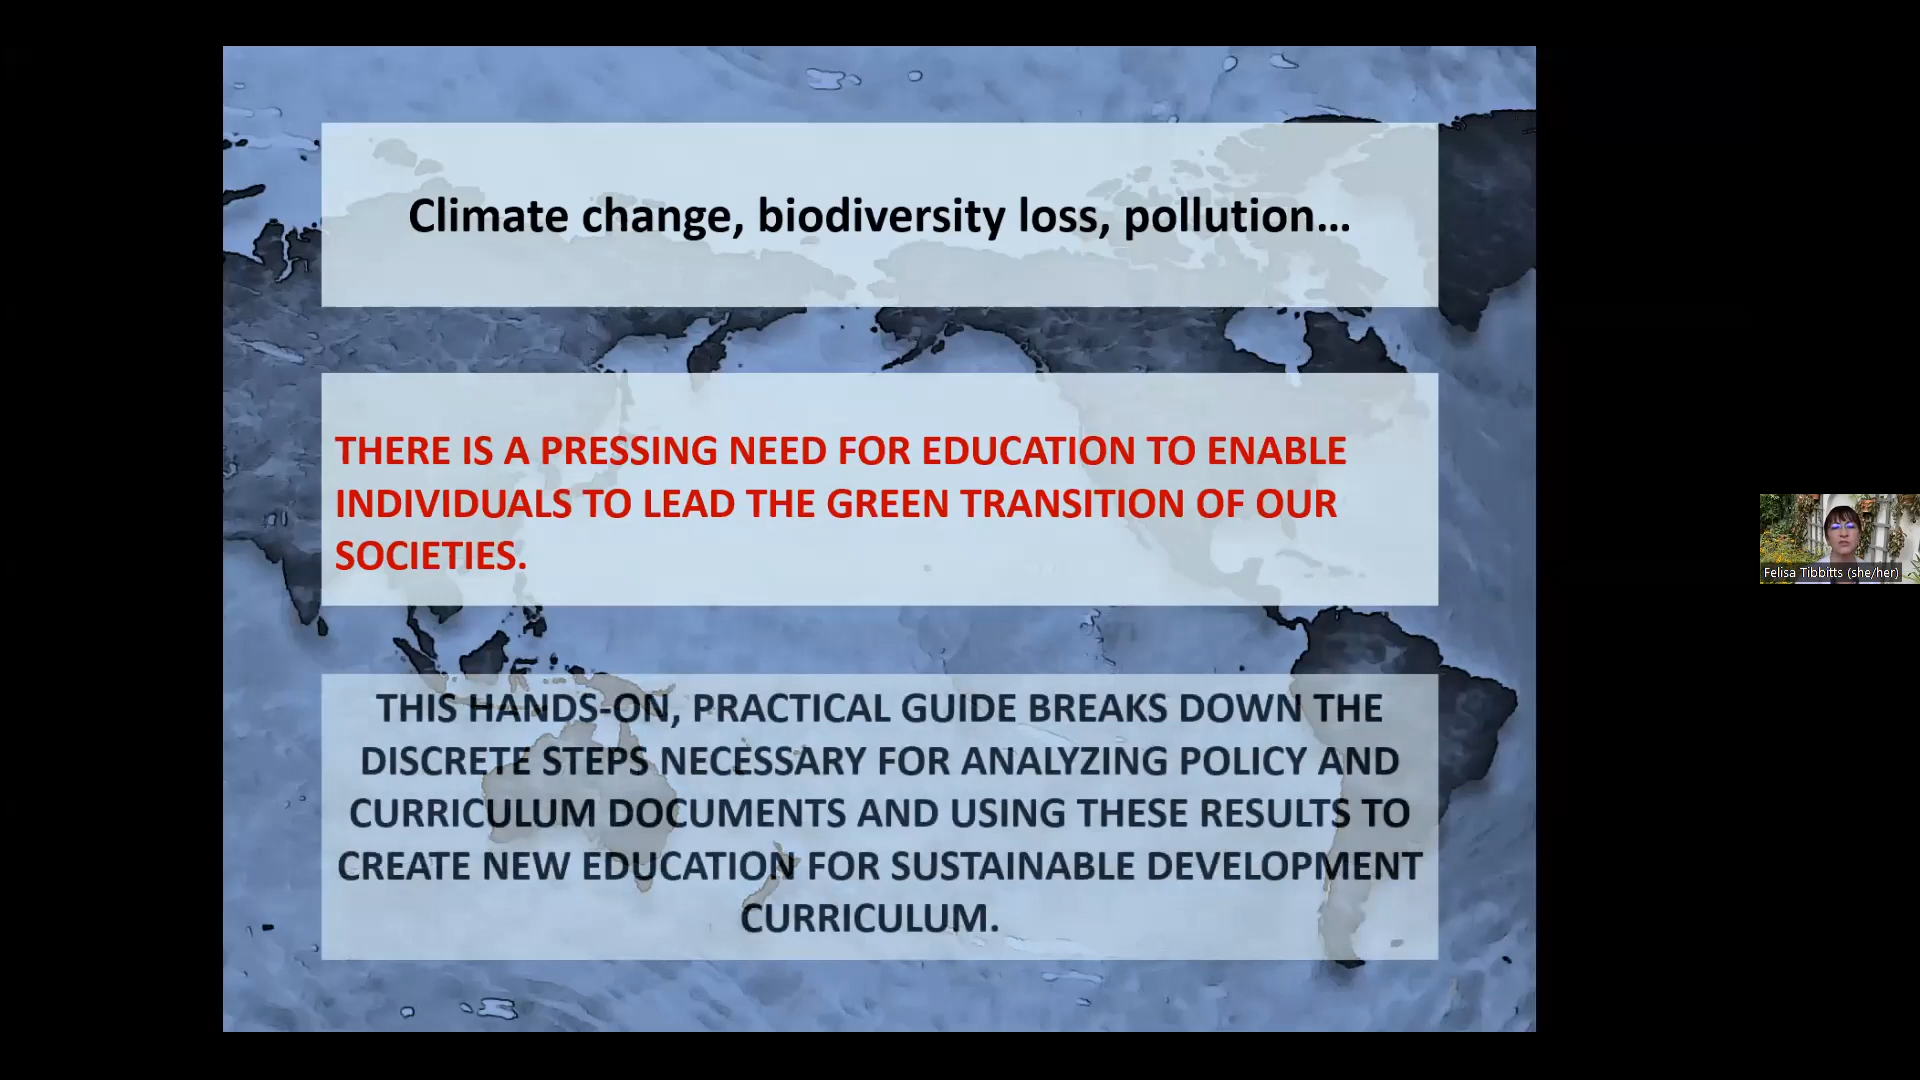 Climate change, biodiversity loss, pollution...
THERE IS A PRESSING NEED FOR EDUCATION TO ENABLE
INDIVIDUALS TO LEAD THE GREEN TRANSITION OF OUR
SOCIETIES.
THIS HANDS-ON, PRACTICAL GUIDE BREAKS DOWN THE
DISCRETE STEPS NECESSARY FOR ANALYZING POLICY AND
CURRICULUM DOCUMENTS AND USING THESE RESULTS TO
CREATE NEW EDUCATION FOR SUSTAINABLE DEVELOPMENT
CURRICULUM.
Felisa Tibbitts (she/her)